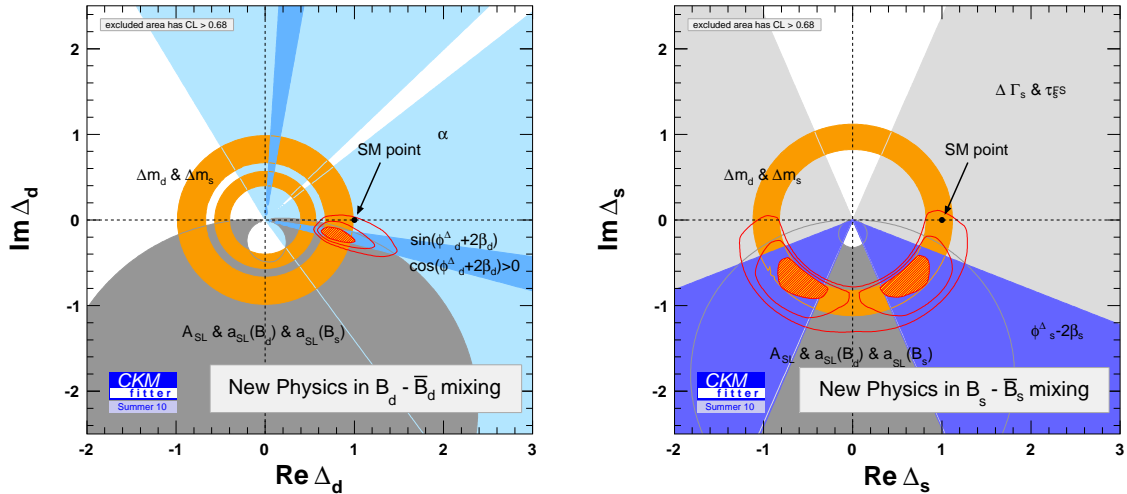 excluded area has CL > 0.68
2
1
0
-1
-2
-2 -1 0 1 2 3
Im Δd
Re Δd
α
SM point
Δmd & Δms
sin(φΔd+2βd)
cos(φΔd+2βd)>0
ASL & aSL(Bd) & aSL(Bs)
CKM
fitter
Summer 10
New Physics in Bd - B̅d mixing
excluded area has CL > 0.68
2
1
0
-1
-2
-2 -1 0 1 2 3
Im Δs
Re Δs
ΔΓs & τsFS
SM point
Δmd & Δms
φΔs-2βs
ASL & aSL(Bd) & aSL(Bs)
CKM
fitter
Summer 10
New Physics in Bs - B̅s mixing